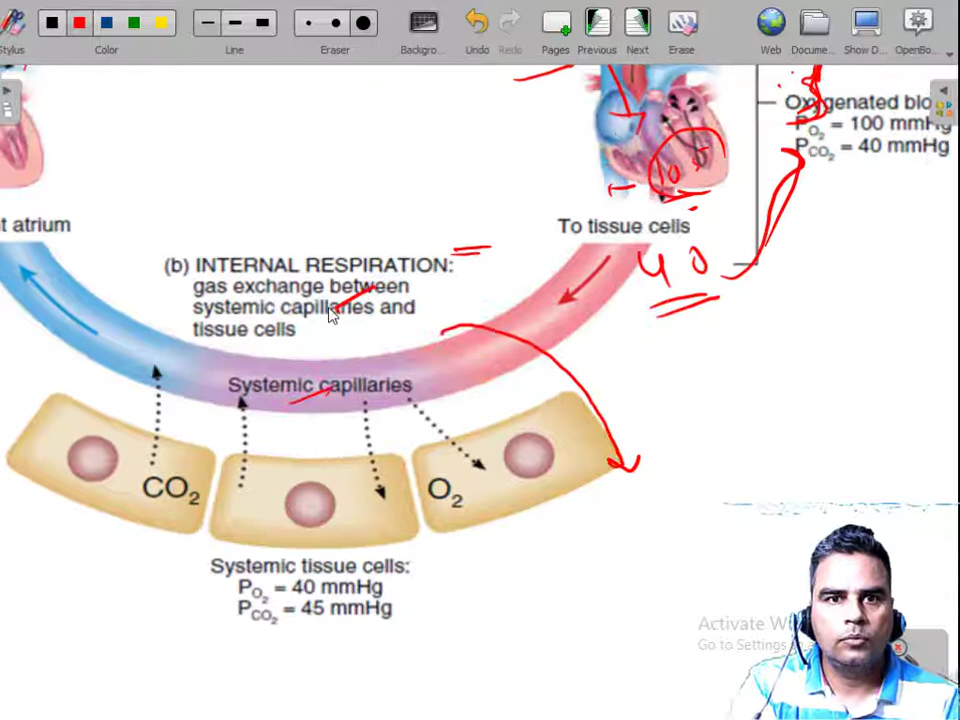 Stylus
Color
Line
Eraser
Backgro...
Undo
Redo
Pages
Previous
Next
Erase
Web
Docume...
Show D...
OpenBo...
Oxygenated blo
PO2 = 100 mmHg
PCO2 = 40 mmHg
t atrium
To tissue cells
40
(b) INTERNAL RESPIRATION:
gas exchange between
systemic capillaries and
tissue cells
Systemic capillaries
CO2
O2
Systemic tissue cells:
PO2 = 40 mmHg
PCO2 = 45 mmHg
Activate W
Go to Settings